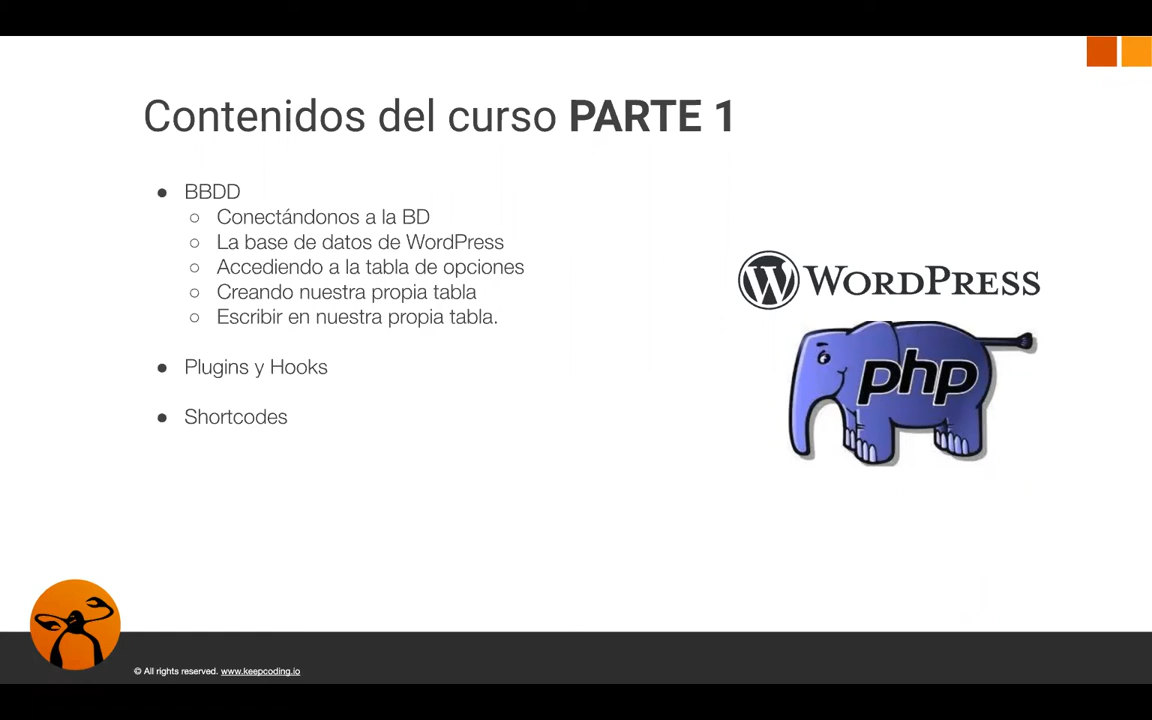 Contenidos del curso PARTE 1
● BBDD
○ Conectándonos a la BD
○ La base de datos de WordPress
○ Accediendo a la tabla de opciones
○ Creando nuestra propia tabla
○ Escribir en nuestra propia tabla.
● Plugins y Hooks
● Shortcodes
WORDPRESS
php
© All rights reserved. www.keepcoding.io